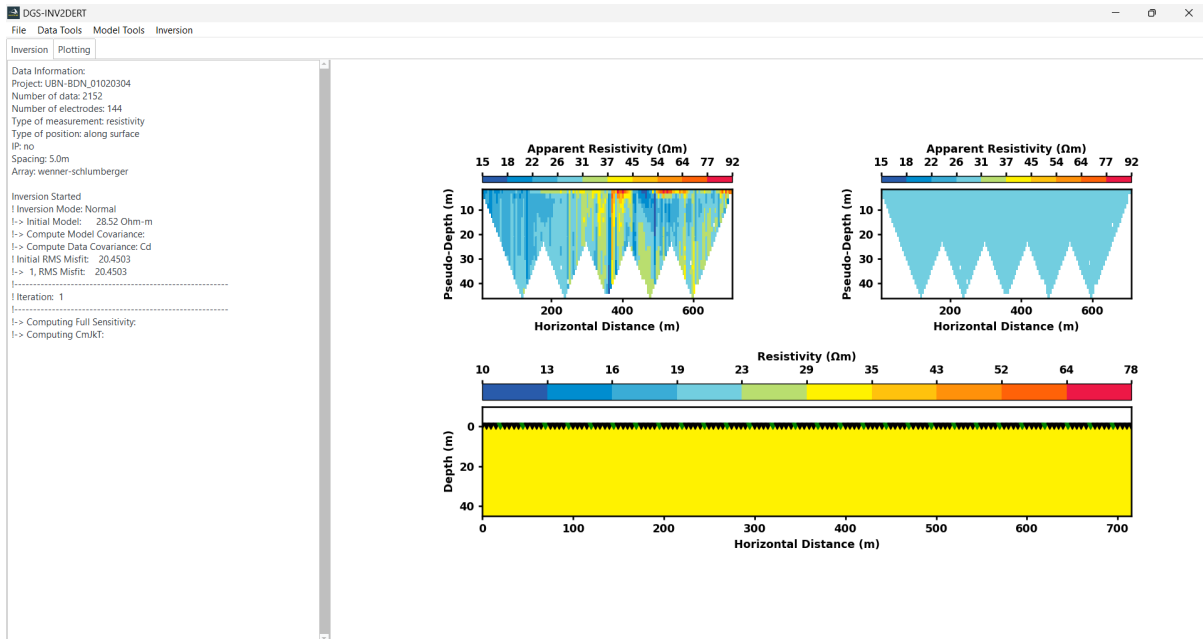 DGS-INV2DERT
File Data Tools Model Tools Inversion
Inversion Plotting
Data Information:
Project: UBN-BDN_01020304
Number of data: 2152
Number of electrodes: 144
Type of measurement: resistivity
Type of position: along surface
IP: no
Spacing: 5.0m
Array: wenner-schlumberger
Inversion Started
! Inversion Mode: Normal
!-> Initial Model: 28.52 Ohm-m
!-> Compute Model Covariance:
!-> Compute Data Covariance: Cd
! Initial RMS Misfit: 20.4503
!-> 1, RMS Misfit: 20.4503
!------------------------------------------------------------
! Iteration: 1
!------------------------------------------------------------
!-> Computing Full Sensitivity:
!-> Computing CmJkT:
Apparent Resistivity (Ωm)
15 18 22 26 31 37 45 54 64 77 92
Pseudo-Depth (m)
10
20
30
40
200 400 600
Horizontal Distance (m)
Apparent Resistivity (Ωm)
15 18 22 26 31 37 45 54 64 77 92
Pseudo-Depth (m)
10
20
30
40
200 400 600
Horizontal Distance (m)
Resistivity (Ωm)
10 13 16 19 23 29 35 43 52 64 78
Depth (m)
0
20
40
0 100 200 300 400 500 600 700
Horizontal Distance (m)